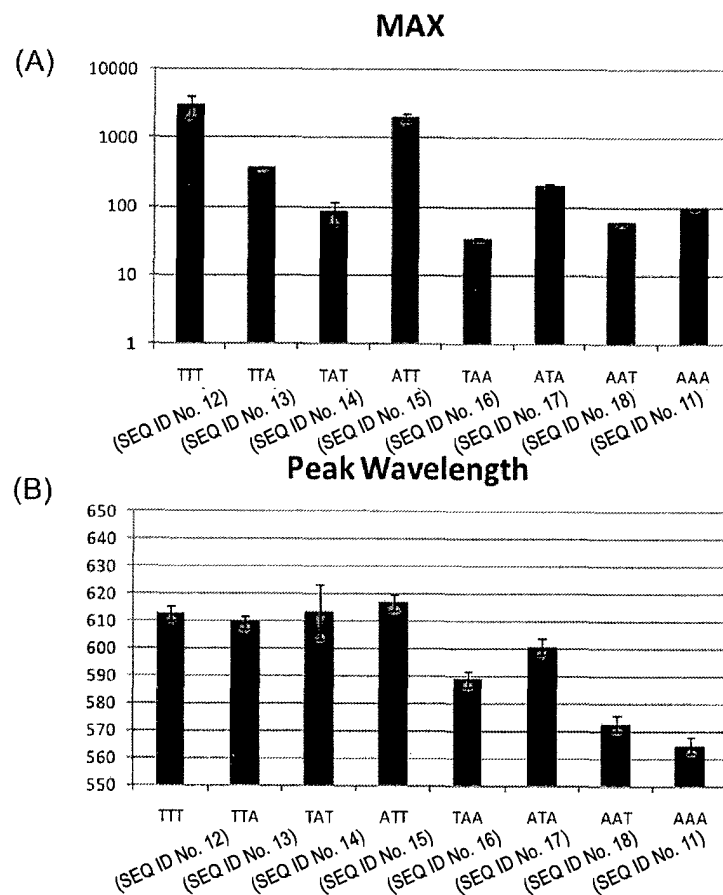 MAX
(A)
10000
1000
100
10
1
TTT TTA TAT ATT TAA ATA AAT AAA
(SEQ ID No. 12) (SEQ ID No. 13) (SEQ ID No. 14) (SEQ ID No. 15) (SEQ ID No. 16) (SEQ ID No. 17) (SEQ ID No. 18) (SEQ ID No. 11)
Peak Wavelength
(B)
650
640
630
620
610
600
590
580
570
560
550
TTT TTA TAT ATT TAA ATA AAT AAA
(SEQ ID No. 12) (SEQ ID No. 13) (SEQ ID No. 14) (SEQ ID No. 15) (SEQ ID No. 16) (SEQ ID No. 17) (SEQ ID No. 18) (SEQ ID No. 11)